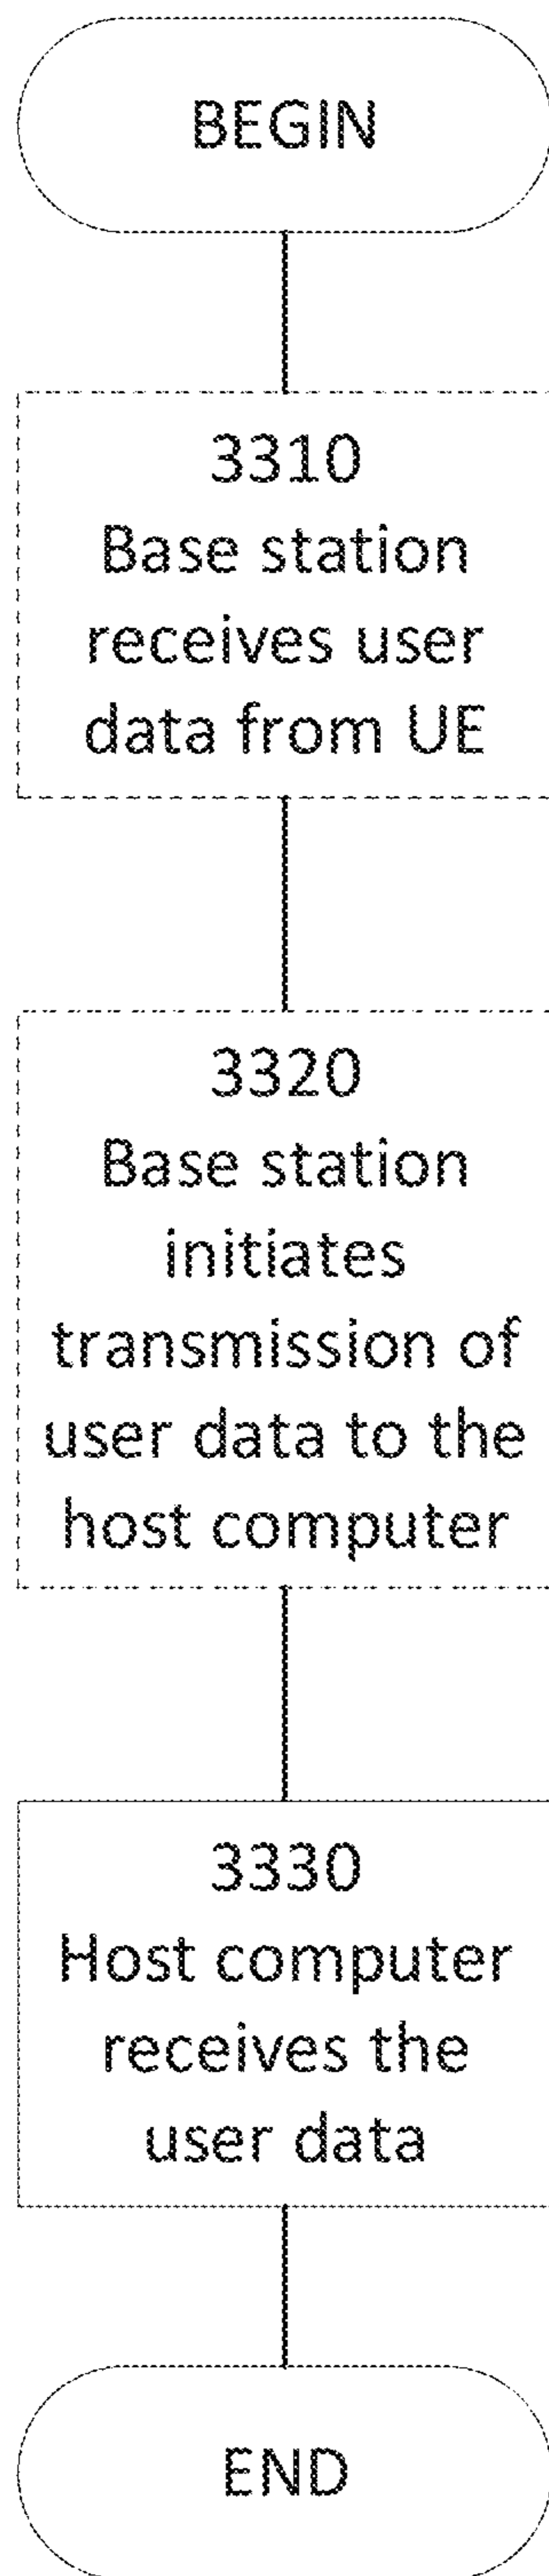 BEGIN
3310
Base station
receives user
data from UE
3320
Base station
initiates
transmission of
user data to the
host computer
3330
Host computer
receives the
user data
END